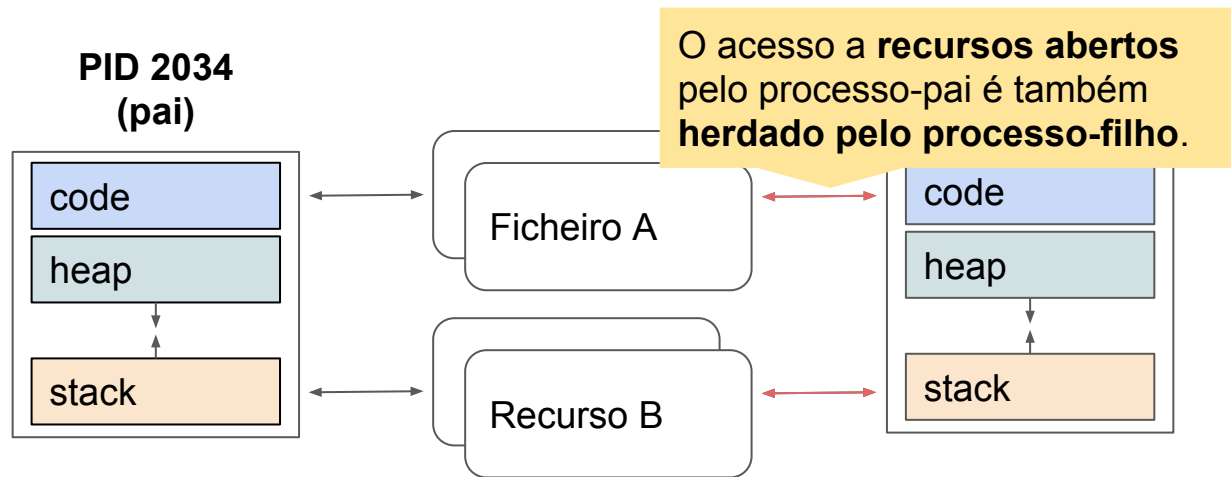 PID 2034
(pai)
O acesso a recursos abertos
pelo processo-pai é também
herdado pelo processo-filho.
code
heap
stack
Ficheiro A
Recurso B
code
heap
stack